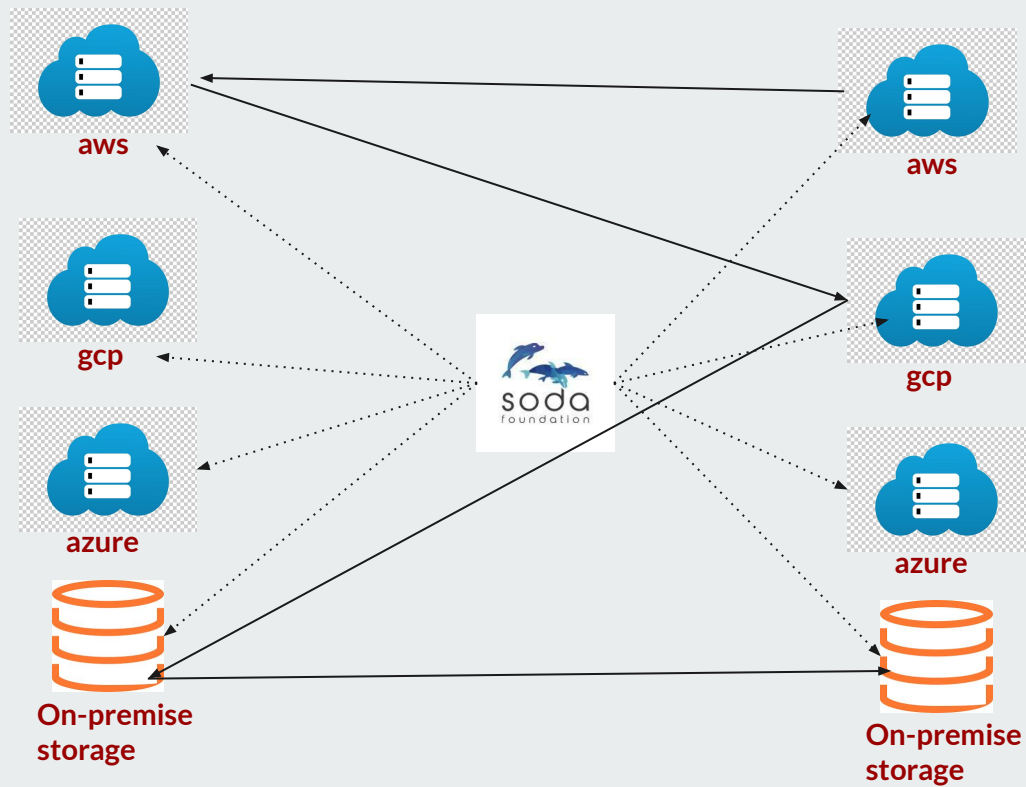 aws
gcp
azure
On-premise
storage
soda
foundation
aws
gcp
azure
On-premise
storage